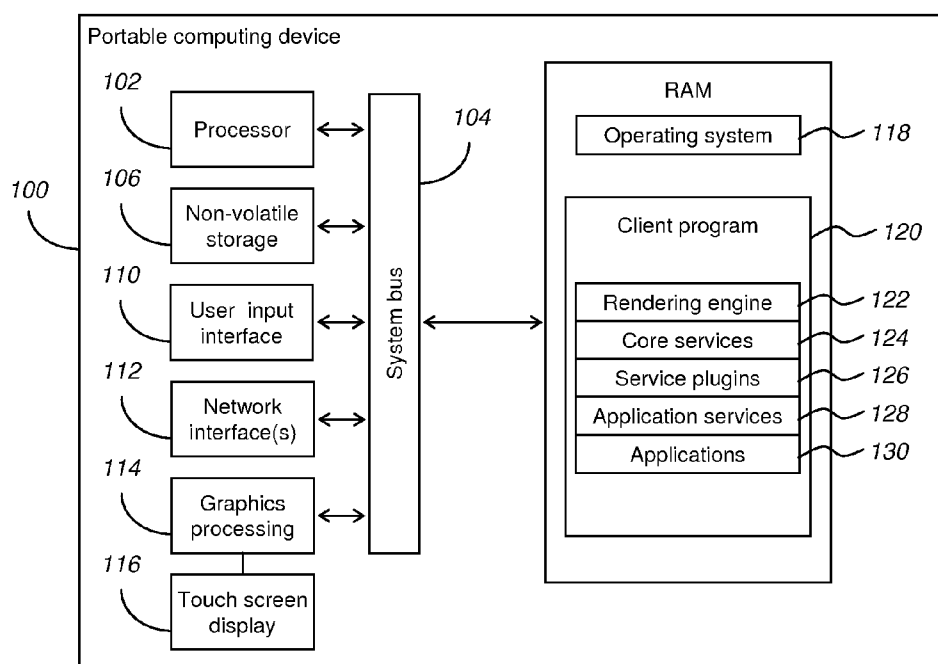 Portable computing device
102
Processor
104
RAM
Operating system
118
100
106
Non-volatile
storage
Client program
120
110
User input
interface
System bus
Rendering engine
122
Core services
124
112
Network
interface(s)
Service plugins
126
Application services
128
Applications
130
114
Graphics
processing
116
Touch screen
display